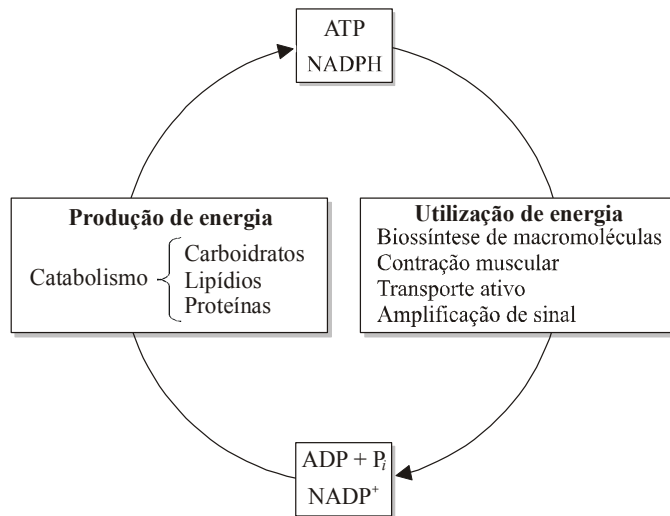 ATP
NADPH
Produção de energia
Catabolismo
Carboidratos
Lipídios
Proteínas
Utilização de energia
Biossíntese de macromoléculas
Contração muscular
Transporte ativo
Amplificação de sinal
ADP + Pi
NADP⁺